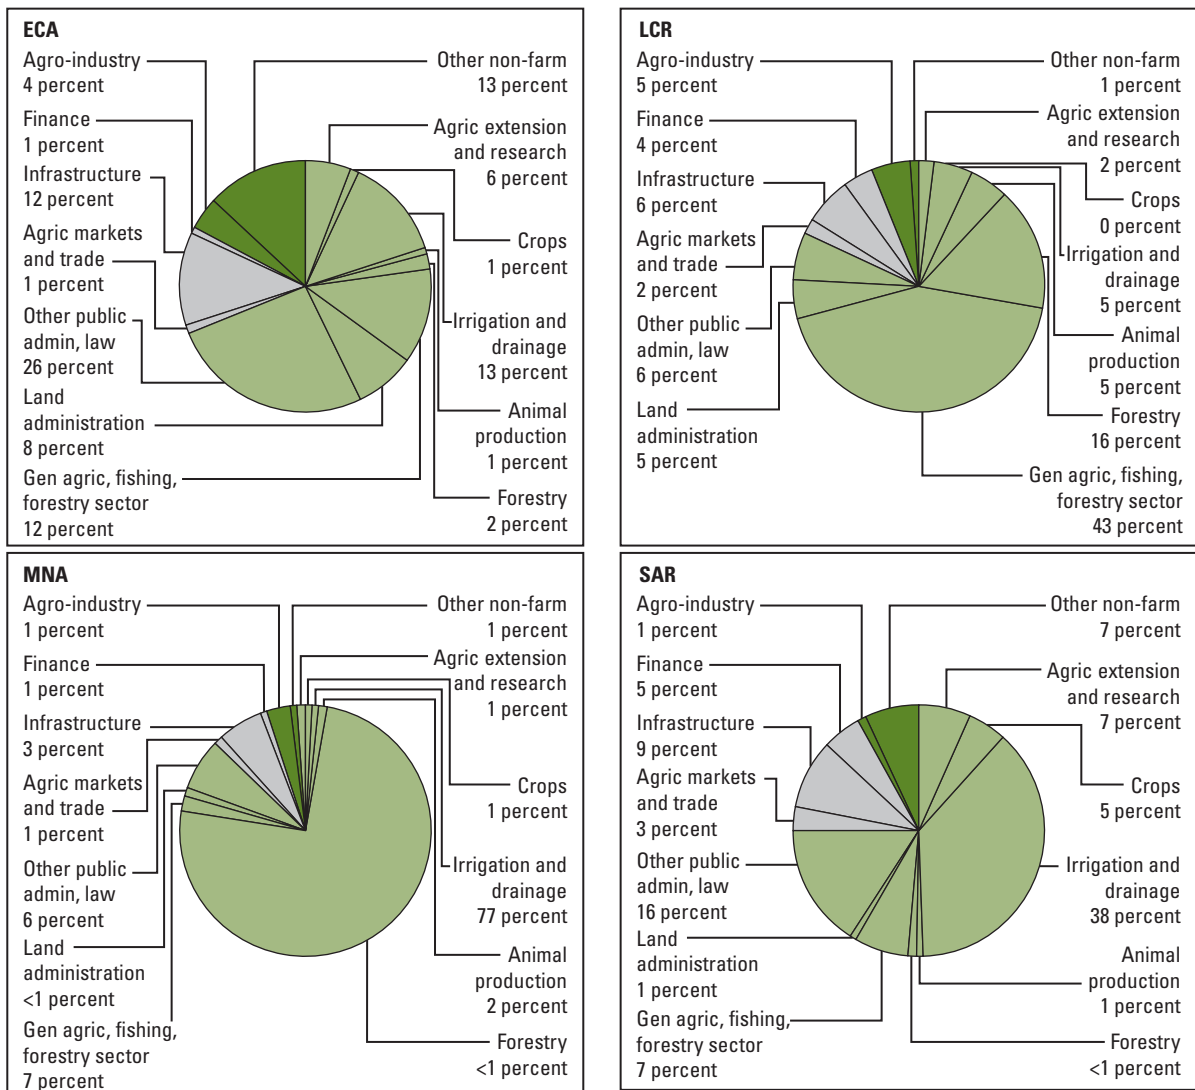 ECA
Agro-industry
4 percent
Finance
1 percent
Infrastructure
12 percent
Agric markets
and trade
1 percent
Other public
admin, law
26 percent
Land
administration
8 percent
Gen agric, fishing,
forestry sector
12 percent
Other non-farm
13 percent
Agric extension
and research
6 percent
Crops
1 percent
Irrigation and
drainage
13 percent
Animal
production
1 percent
Forestry
2 percent
LCR
Agro-industry
5 percent
Finance
4 percent
Infrastructure
6 percent
Agric markets
and trade
2 percent
Other public
admin, law
6 percent
Land
administration
5 percent
Other non-farm
1 percent
Agric extension
and research
2 percent
Crops
0 percent
Irrigation and
drainage
5 percent
Animal
production
5 percent
Forestry
16 percent
Gen agric, fishing,
forestry sector
43 percent
MNA
Agro-industry
1 percent
Finance
1 percent
Infrastructure
3 percent
Agric markets
and trade
1 percent
Other public
admin, law
6 percent
Land
administration
<1 percent
Gen agric, fishing,
forestry sector
7 percent
Other non-farm
1 percent
Agric extension
and research
1 percent
Crops
1 percent
Irrigation and
drainage
77 percent
Animal
production
2 percent
Forestry
<1 percent
SAR
Agro-industry
1 percent
Finance
5 percent
Infrastructure
9 percent
Agric markets
and trade
3 percent
Other public
admin, law
16 percent
Land
administration
1 percent
Gen agric, fishing,
forestry sector
7 percent
Other non-farm
7 percent
Agric extension
and research
7 percent
Crops
5 percent
Irrigation and
drainage
38 percent
Animal
production
1 percent
Forestry
<1 percent